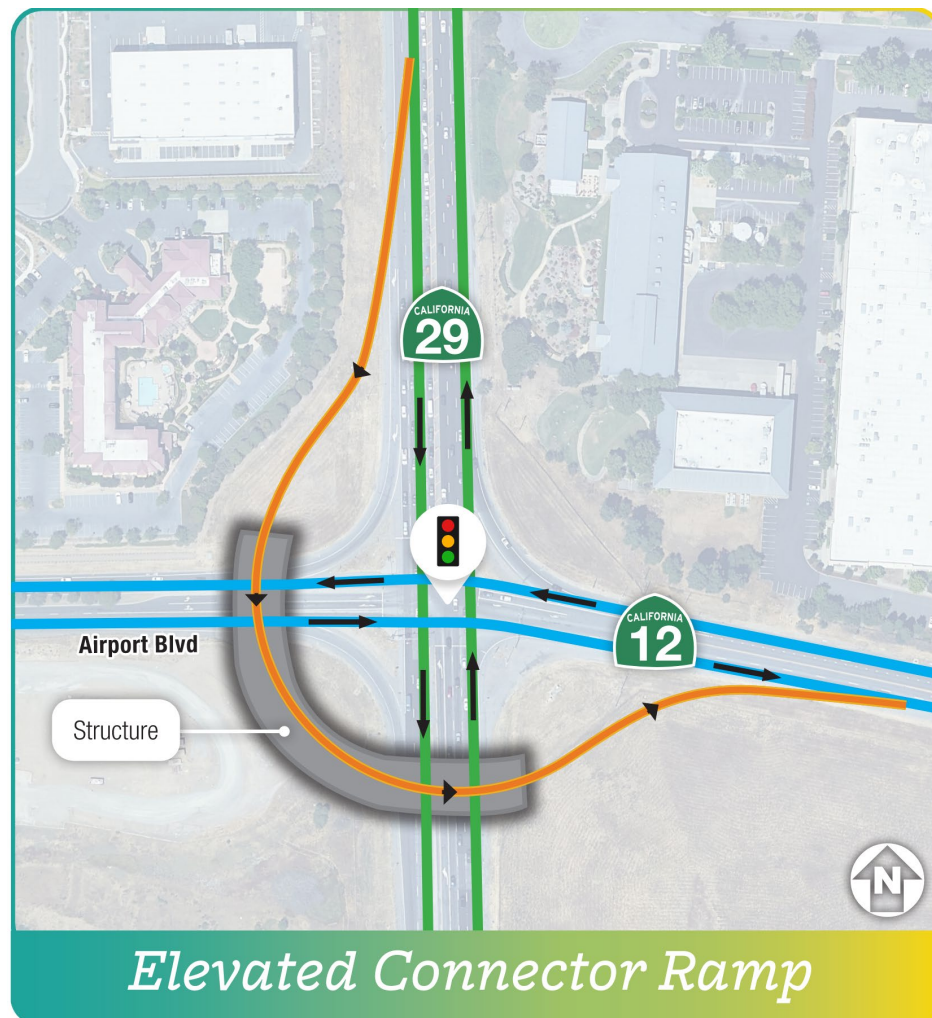 CALIFORNIA
29
CALIFORNIA
12
Airport Blvd
Structure
N
Elevated Connector Ramp